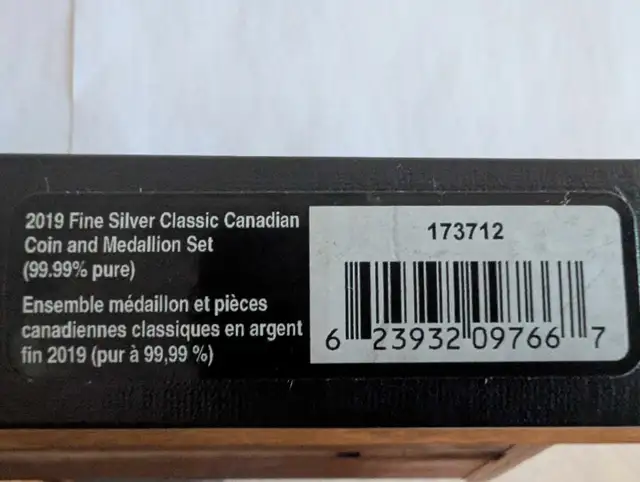 2019 Fine Silver Classic Canadian
Coin and Medallion Set
(99.99% pure)
Ensemble médaillon et pièces
canadiennes classiques en argent
fin 2019 (pur à 99,99 %)
173712
6 23932 09766 7